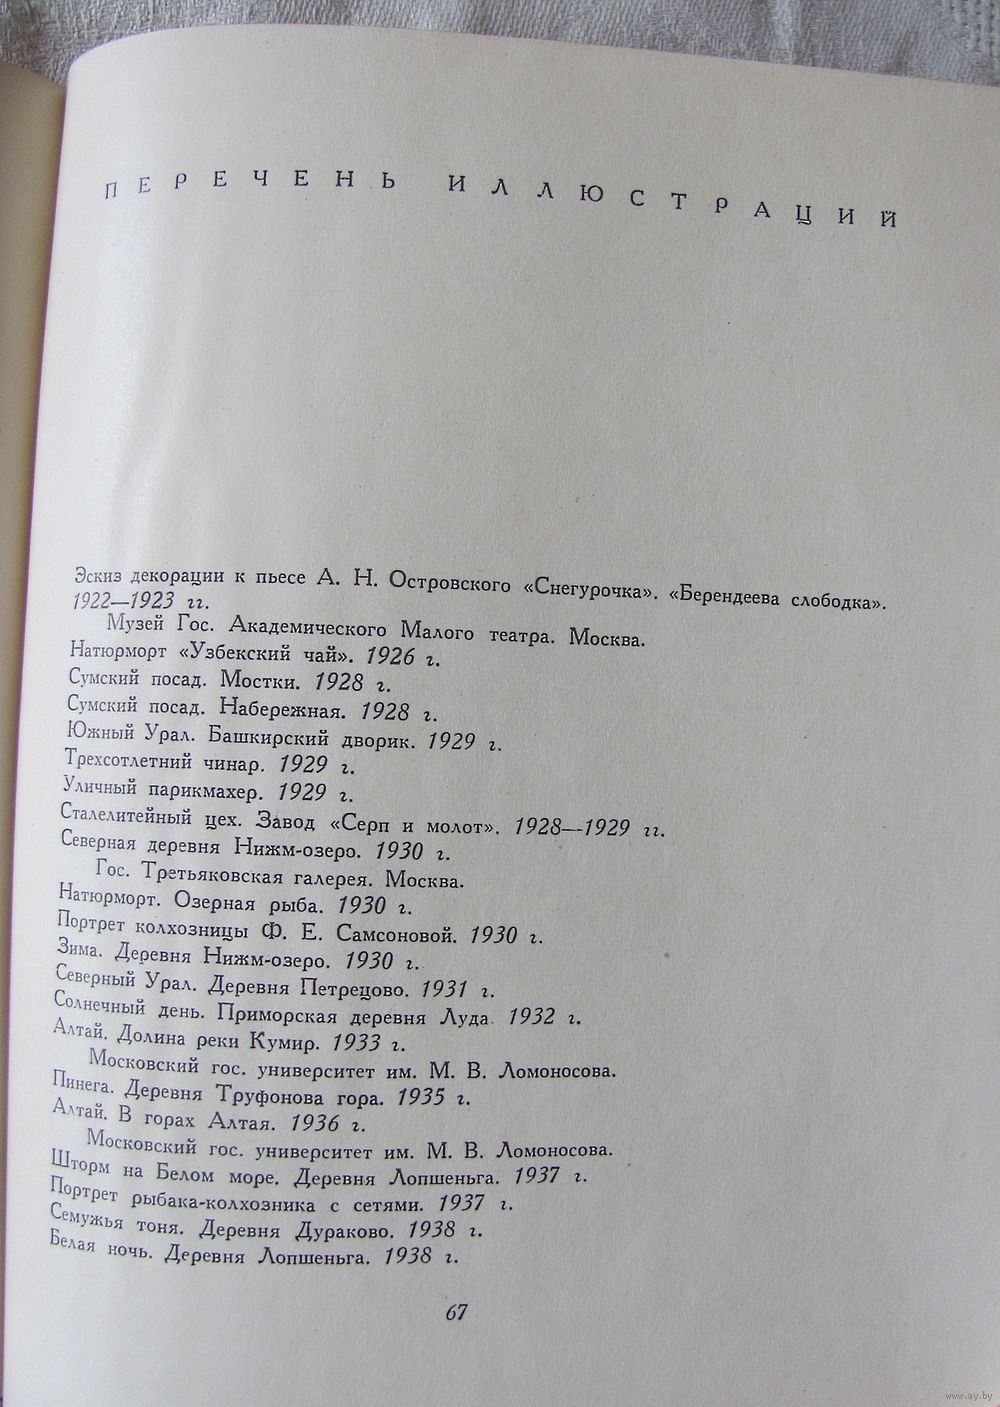 ПЕРЕЧЕНЬ ИЛЛЮСТРАЦИЙ
Эскиз декорации к пьесе А. Н. Островского «Снегурочка». «Берендеева слободка».
1922—1923 гг.
Музей Гос. Академического Малого театра. Москва.
Натюрморт «Узбекский чай». 1926 г.
Сумский посад. Мостки. 1928 г.
Сумский посад. Набережная. 1928 г.
Южный Урал. Башкирский дворик. 1929 г.
Трехсотлетний чинар. 1929 г.
Уличный парикмахер. 1929 г.
Сталелитейный цех. Завод «Серп и молот». 1928—1929 гг.
Северная деревня Нижм-озеро. 1930 г.
Гос. Третьяковская галерея. Москва.
Натюрморт. Озерная рыба. 1930 г.
Портрет колхозницы Ф. Е. Самсоновой. 1930 г.
Зима. Деревня Нижм-озеро. 1930 г.
Северный Урал. Деревня Петрецово. 1931 г.
Солнечный день. Приморская деревня Луда. 1932 г.
Алтай. Долина реки Кумир. 1933 г.
Московский гос. университет им. М. В. Ломоносова.
Пинега. Деревня Труфонова гора. 1935 г.
Алтай. В горах Алтая. 1936 г.
Московский гос. университет им. М. В. Ломоносова.
Шторм на Белом море. Деревня Лопшеньга. 1937 г.
Портрет рыбака-колхозника с сетями. 1937 г.
Семужья тоня. Деревня Дураково. 1938 г.
Белая ночь. Деревня Лопшеньга. 1938 г.
67
www.ay.by